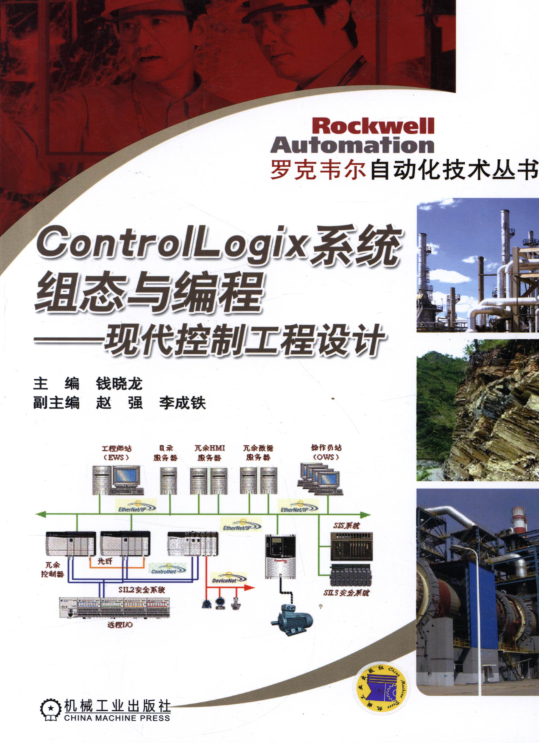 Rockwell
Automation
罗克韦尔自动化技术丛书
ControlLogix系统
组态与编程
——现代控制工程设计
主 编 钱晓龙
副主编 赵 强 李成铁
工程师站
(EWS)
目录
服务器
冗余HMI
服务器
冗余数据
服务器
操作员站
(OWS)
EtherNet/IP
EtherNet/IP
EtherNet/IP
SIS系统
冗余
控制器
光纤
ControlNet
DeviceNet
SIL2安全系统
SIL3安全系统
远程I/O
机械工业出版社
CHINA MACHINE PRESS